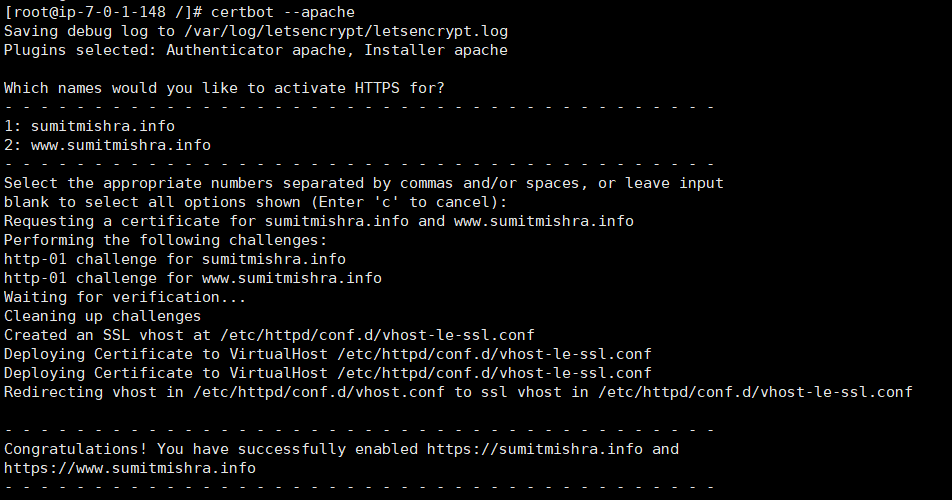 [root@ip-7-0-1-148 /]# certbot --apache
Saving debug log to /var/log/letsencrypt/letsencrypt.log
Plugins selected: Authenticator apache, Installer apache

Which names would you like to activate HTTPS for?
- - - - - - - - - - - - - - - - - - - - - - - - - - - - - - - - - - - - - - - -
1: sumitmishra.info
2: www.sumitmishra.info
- - - - - - - - - - - - - - - - - - - - - - - - - - - - - - - - - - - - - - - -
Select the appropriate numbers separated by commas and/or spaces, or leave input
blank to select all options shown (Enter 'c' to cancel):
Requesting a certificate for sumitmishra.info and www.sumitmishra.info
Performing the following challenges:
http-01 challenge for sumitmishra.info
http-01 challenge for www.sumitmishra.info
Waiting for verification...
Cleaning up challenges
Created an SSL vhost at /etc/httpd/conf.d/vhost-le-ssl.conf
Deploying Certificate to VirtualHost /etc/httpd/conf.d/vhost-le-ssl.conf
Deploying Certificate to VirtualHost /etc/httpd/conf.d/vhost-le-ssl.conf
Redirecting vhost in /etc/httpd/conf.d/vhost.conf to ssl vhost in /etc/httpd/conf.d/vhost-le-ssl.conf

- - - - - - - - - - - - - - - - - - - - - - - - - - - - - - - - - - - - - - - -
Congratulations! You have successfully enabled https://sumitmishra.info and
https://www.sumitmishra.info
- - - - - - - - - - - - - - - - - - - - - - - - - - - - - - - - - - - - - - - -